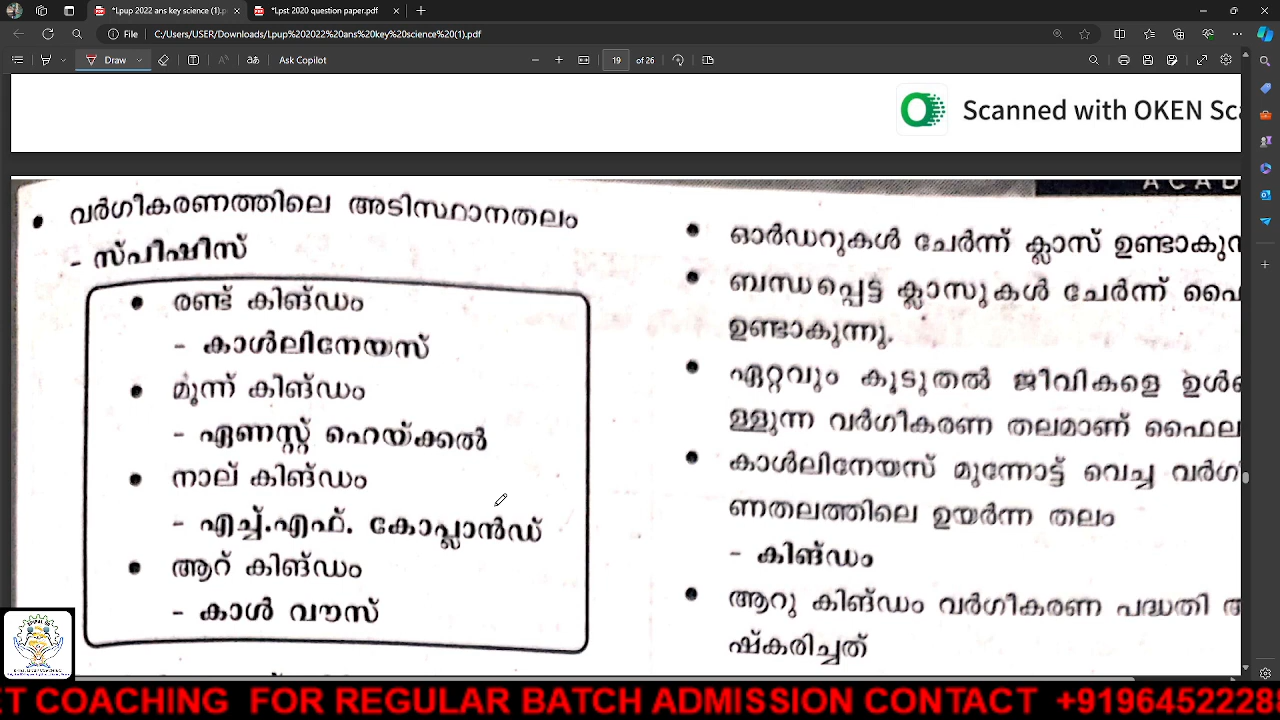 *Lpup 2022 ans key science (1).p
*Lpst 2020 question paper.pdf
File
C:/Users/USER/Downloads/Lpup%202022%20ans%20key%20science%20(1).pdf
Draw
Ask Copilot
19 of 26
Scanned with OKEN Sca
ACAD
• വർഗീകരണത്തിലെ അടിസ്ഥാനതലം
- സ്പീഷീസ്
• രണ്ട് കിങ്ഡം
- കാൾലിനേയസ്
• മൂന്ന് കിങ്ഡം
- ഏണസ്റ്റ് ഹെയ്ക്കൽ
• നാല് കിങ്ഡം
- എച്ച്.എഫ്. കോപ്ലാൻഡ്
• ആറ് കിങ്ഡം
- കാൾ വൗസ്
• ഓർഡറുകൾ ചേർന്ന് ക്ലാസ്
• ബന്ധപ്പെട്ട ക്ലാസുകൾ ചേർന്ന്
ഉണ്ടാകുന്നു.
• ഏറ്റവും കൂടുതൽ ജീവികളെ
ള്ളുന്ന വർഗീകരണ തലമാണ് ഫൈല
• കാൾലിനേയസ് മുന്നോട്ട് വെച്ച വർഗീ
ണതലത്തിലെ ഉയർന്ന തലം
- കിങ്ഡം
• ആറു കിങ്ഡം വർഗീകരണ പദ്ധതി
ഷ്കരിച്ചത്
ET COACHING FOR REGULAR BATCH ADMISSION CONTACT +9196452228